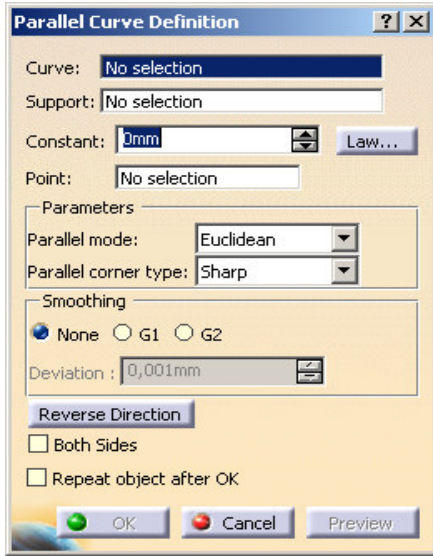 Parallel Curve Definition
Curve: No selection
Support: No selection
Constant: 0mm Law...
Point: No selection
Parameters
Parallel mode: Euclidean
Parallel corner type: Sharp
Smoothing
None G1 G2
Deviation : 0,001mm
Reverse Direction
Both Sides
Repeat object after OK
OK Cancel Preview